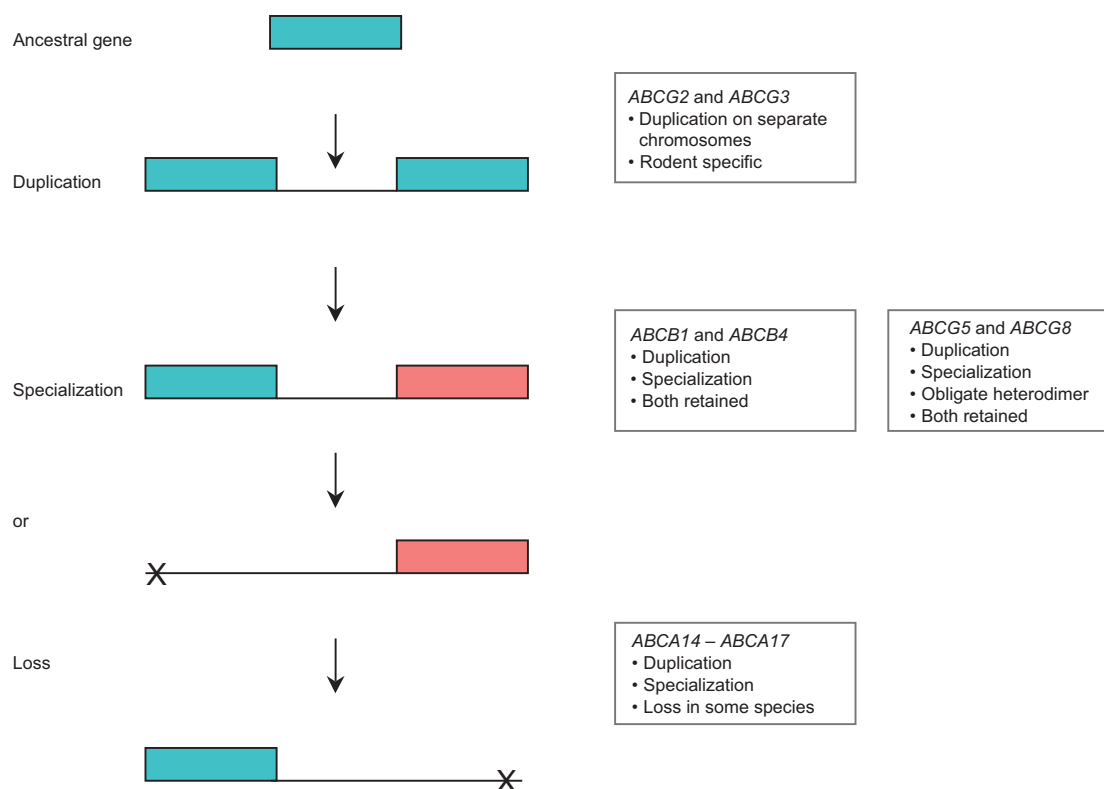 Ancestral gene
ABCG2 and ABCG3
• Duplication on separate
chromosomes
• Rodent specific
Duplication
ABCB1 and ABCB4
• Duplication
• Specialization
• Both retained
ABCG5 and ABCG8
• Duplication
• Specialization
• Obligate heterodimer
• Both retained
Specialization
or
X
ABCA14 – ABCA17
• Duplication
• Specialization
• Loss in some species
Loss
X